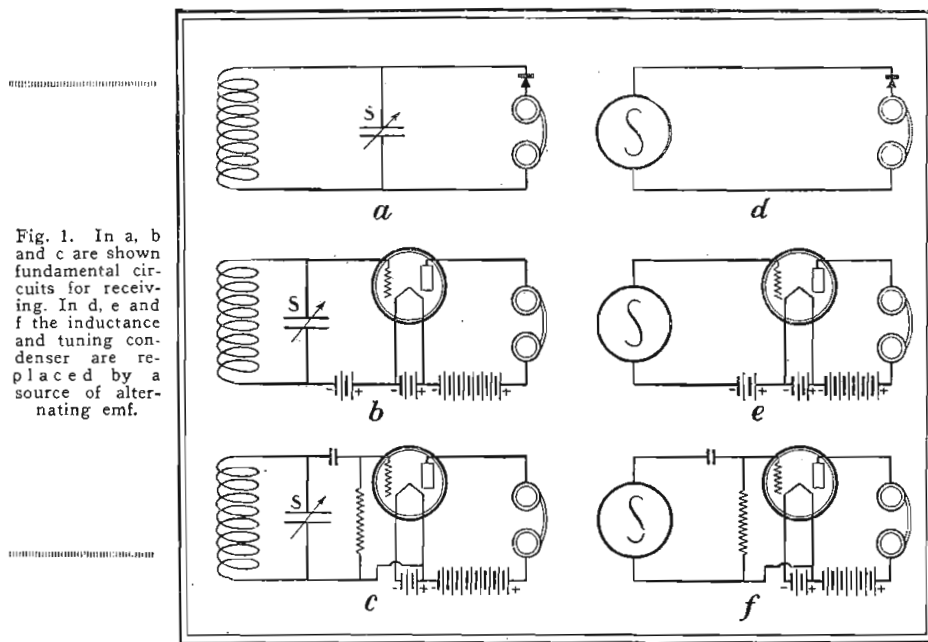 Fig. 1. In a, b
and c are shown
fundamental cir-
cuits for receiv-
ing. In d, e and
f the inductance
and tuning con-
denser are re-
placed by a
source of alter-
nating emf.
S
a
d
S
- + - + - +
b
- + - + - +
e
S
- + - +
c
- + - +
f